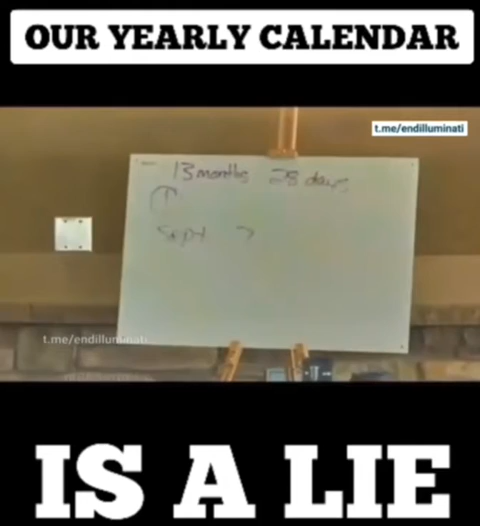 OUR YEARLY CALENDAR
t.me/endilluminati
13 months 28 days
Sept 7
t.me/endilluminati
IS A LIE